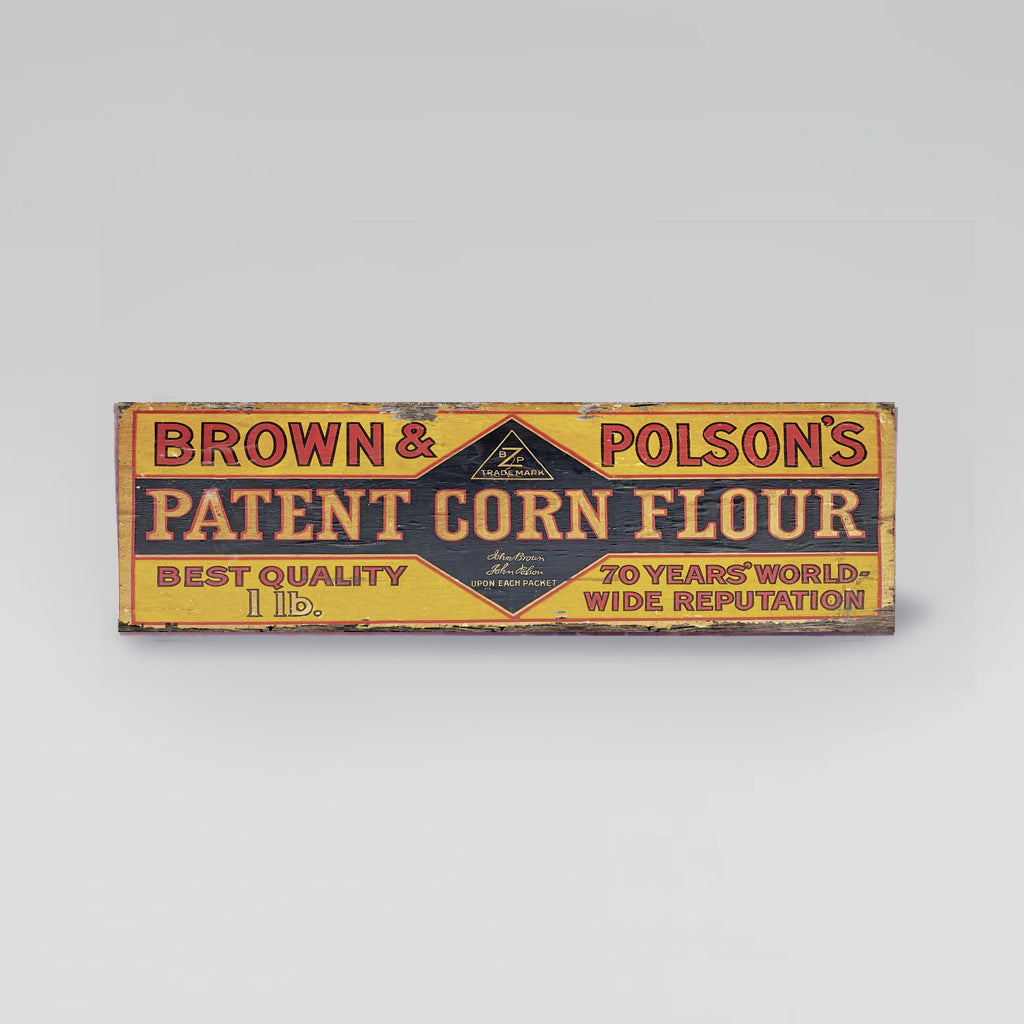 BROWN & POLSON'S
B Z P
TRADE MARK
PATENT CORN FLOUR
John Brown
John Polson
UPON EACH PACKET
BEST QUALITY
1 lb.
70 YEARS' WORLD-
WIDE REPUTATION